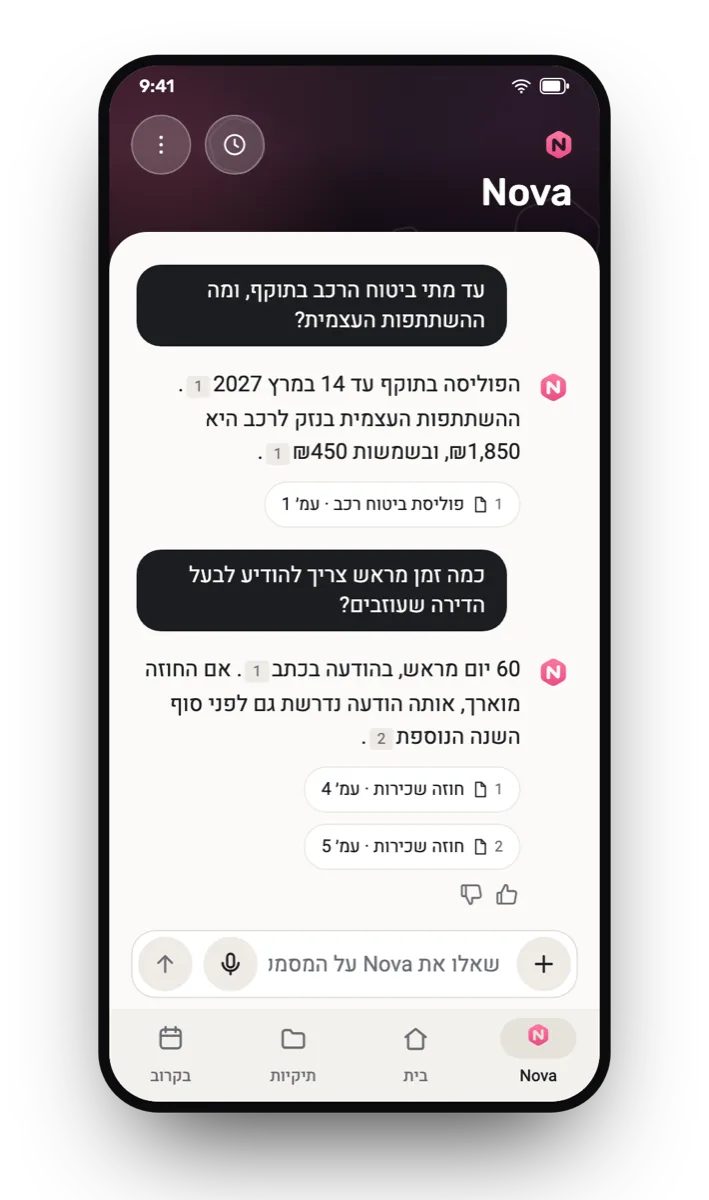 9:41
Nova
עד מתי ביטוח הרכב בתוקף, ומה
ההשתתפות העצמית?
הפוליסה בתוקף עד 14 במרץ 2027 1 .
ההשתתפות העצמית בנזק לרכב היא
₪1,850, ובשמשות ₪450 1 .
1 פוליסת ביטוח רכב · עמ׳ 1
כמה זמן מראש צריך להודיע לבעל
הדירה שעוזבים?
60 יום מראש, בהודעה בכתב 1 . אם החוזה
מוארך, אותה הודעה נדרשת גם לפני סוף
השנה הנוספת 2 .
1 חוזה שכירות · עמ׳ 4
2 חוזה שכירות · עמ׳ 5
שאלו את Nova על המסמ
Nova
בית
תיקיות
בקרוב